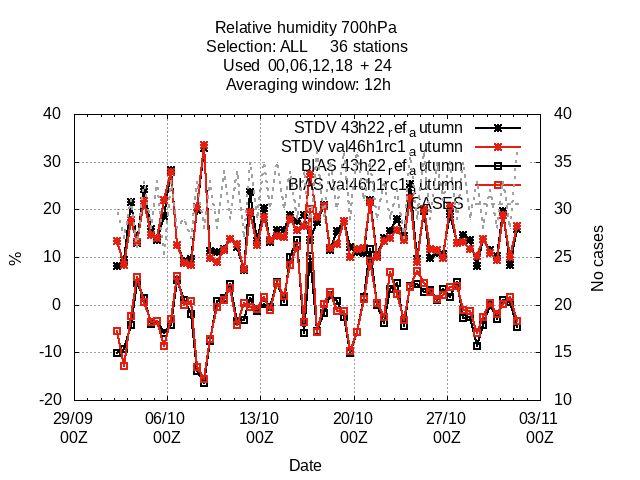 Relative humidity 700hPa
Selection: ALL 36 stations
Used 00,06,12,18 + 24
Averaging window: 12h
40 40
STDV 43h22_ref_autumn
STDV val46h1rc1_autumn
30 35
BIAS 43h22_ref_autumn
BIAS val46h1rc1_autumn
CASES
20 30
10 25
%
No cases
0 20
-10 15
-20 10
29/09 06/10 13/10 20/10 27/10 03/11
00Z 00Z 00Z 00Z 00Z 00Z
Date